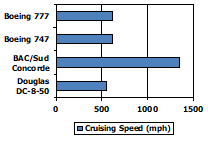 Boeing 777
Boeing 747
BAC/Sud
Concorde
Douglas
DC-8-50
0 500 1000 1500
Cruising Speed (mph)